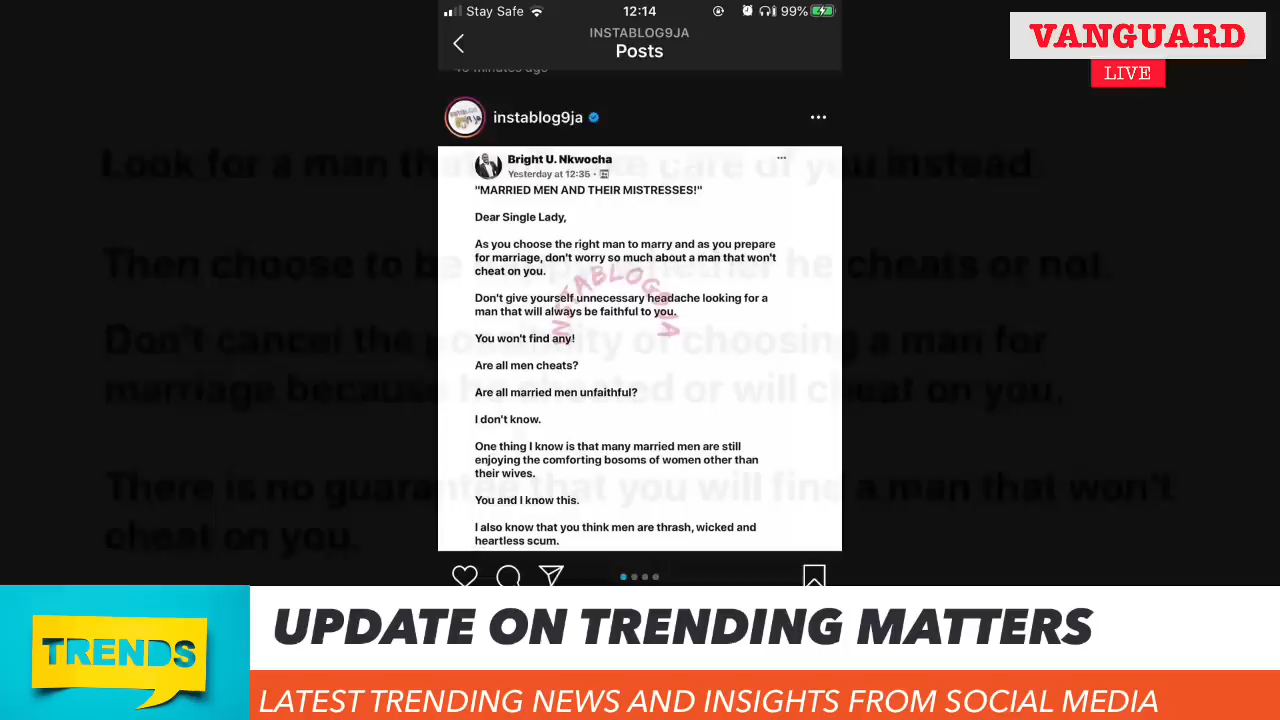 Stay Safe
12:14
99%
VANGUARD
LIVE
INSTABLOG9JA
Posts
instablog9ja
Bright U. Nkwocha
Yesterday at 12:35 ·
"MARRIED MEN AND THEIR MISTRESSES!"
Dear Single Lady,
As you choose the right man to marry and as you prepare
for marriage, don't worry so much about a man that won't
cheat on you.
Don't give yourself unnecessary headache looking for a
man that will always be faithful to you.
You won't find any!
Are all men cheats?
Are all married men unfaithful?
I don't know.
One thing I know is that many married men are still
enjoying the comforting bosoms of women other than
their wives.
You and I know this.
I also know that you think men are thrash, wicked and
heartless scum.
INSTABLOG9JA
Look for a man that care of you instead.
Then choose to be whether he cheats or not.
Don't cancel the possibility of choosing a man for
marriage because he cheated or will cheat on you.
There is no guarantee that you will find a man that won't
cheat on you.
TRENDS
UPDATE ON TRENDING MATTERS
LATEST TRENDING NEWS AND INSIGHTS FROM SOCIAL MEDIA